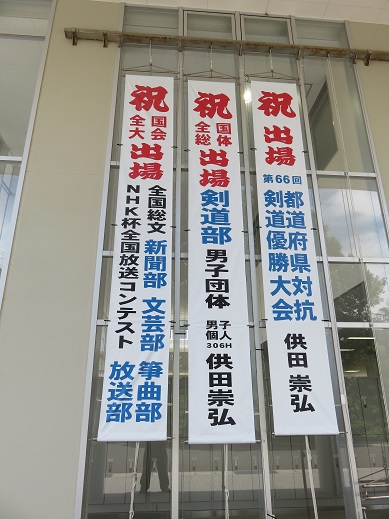 祝 出場
第66回
都道府県対抗
剣道優勝大会
供田 崇弘
祝
全国
総体
出場
剣道部
男子団体
男子
個人
306H
供田崇弘
祝
全国
大会
出場
全国総文 新聞部 文芸部 箏曲部
NHK杯全国放送コンテスト 放送部